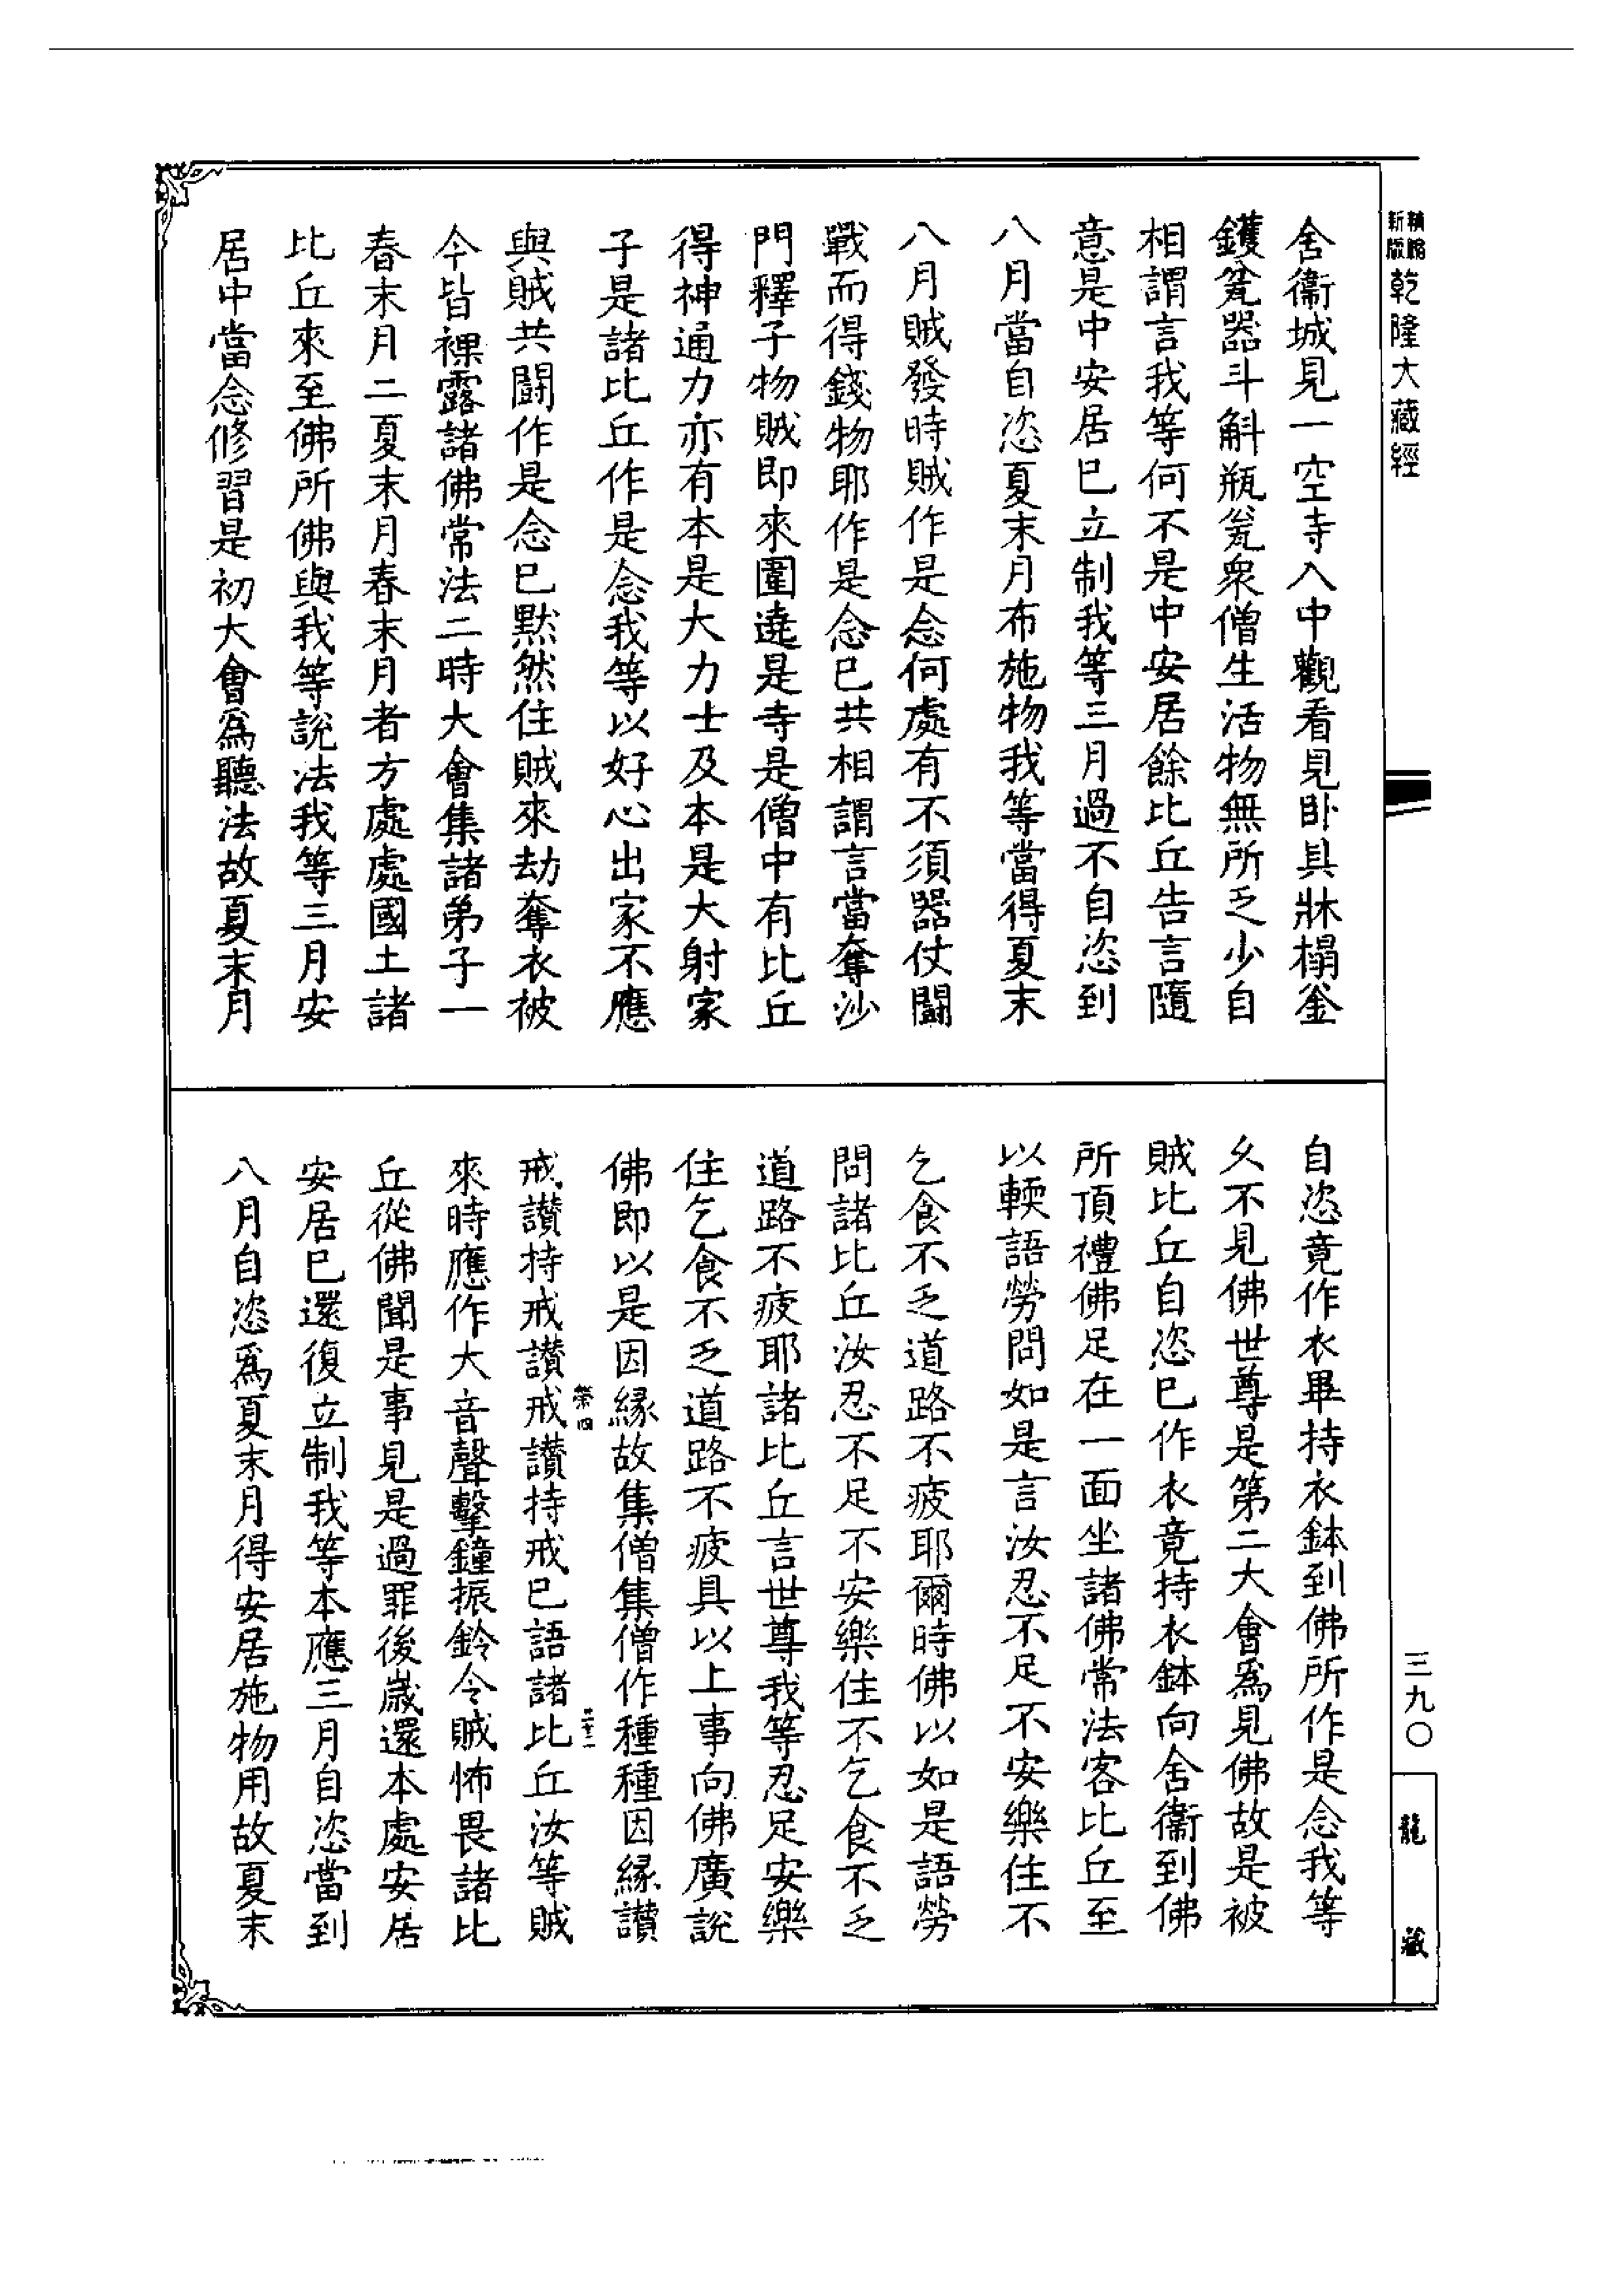 新版
精縮
乾隆大藏經
舍衞城見一空寺入中觀看見卧具牀榻釜
鑊瓫器斗斛瓶瓫衆僧生活物無所乏少自
相謂言我等何不是中安居餘比丘告言隨
意是中安居巳立制我等三月過不自恣到
八月當自恣夏末月布施物我等當得夏末
八月賊發時賊作是念何處有不須器仗闘
戰而得錢物耶作是念巳共相謂言當奪沙
門釋子物賊即來圍遶是寺是僧中有比丘
得神通力亦有本是大力士及本是大射家
子是諸比丘作是念我等以好心出家不應
與賊共闘作是念巳黙然住賊來劫奪衣被
今皆裸露諸佛常法二時大會集諸弟子一
春末月二夏末月春末月者方處處國土諸
比丘來至佛所佛與我等說法我等三月安
居中當念修習是初大會爲聽法故夏末月
自恣竟作衣畢持衣鉢到佛所作是念我等
久不見佛世尊是第二大會爲見佛故是被
賊比丘自恣巳作衣竟持衣鉢向舍衞到佛
所頂禮佛足在一面坐諸佛常法客比丘至
以輭語勞問如是言汝忍不足不安樂住不
乞食不乏道路不疲耶爾時佛以如是語勞
問諸比丘汝忍不足不安樂住不乞食不乏
道路不疲耶諸比丘言世尊我等忍足安樂
住乞食不乏道路不疲具以上事向佛廣說
佛即以是因緣故集僧集僧作種種因緣讃
戒讃持戒讃戒讃持戒巳語諸比丘汝等賊
來時應作大音聲擊鐘振鈴令賊怖畏諸比
丘從佛聞是事見是過罪後嵗還本處安居
安居巳還復立制我等本應三月自恣當到
八月自恣爲夏末月得安居施物用故夏末
三九〇
龍藏